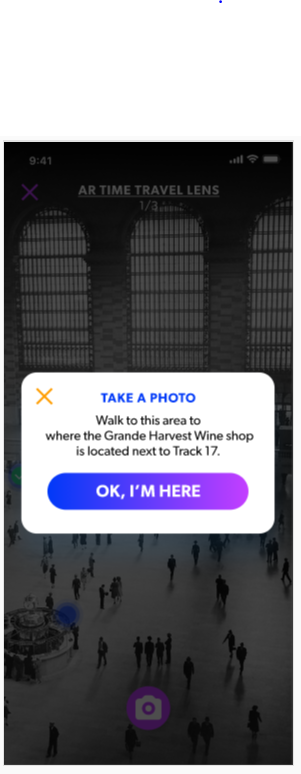 9:41
AR TIME TRAVEL LENS
1/3
TAKE A PHOTO
Walk to this area to
where the Grande Harvest Wine shop
is located next to Track 17.
OK, I'M HERE